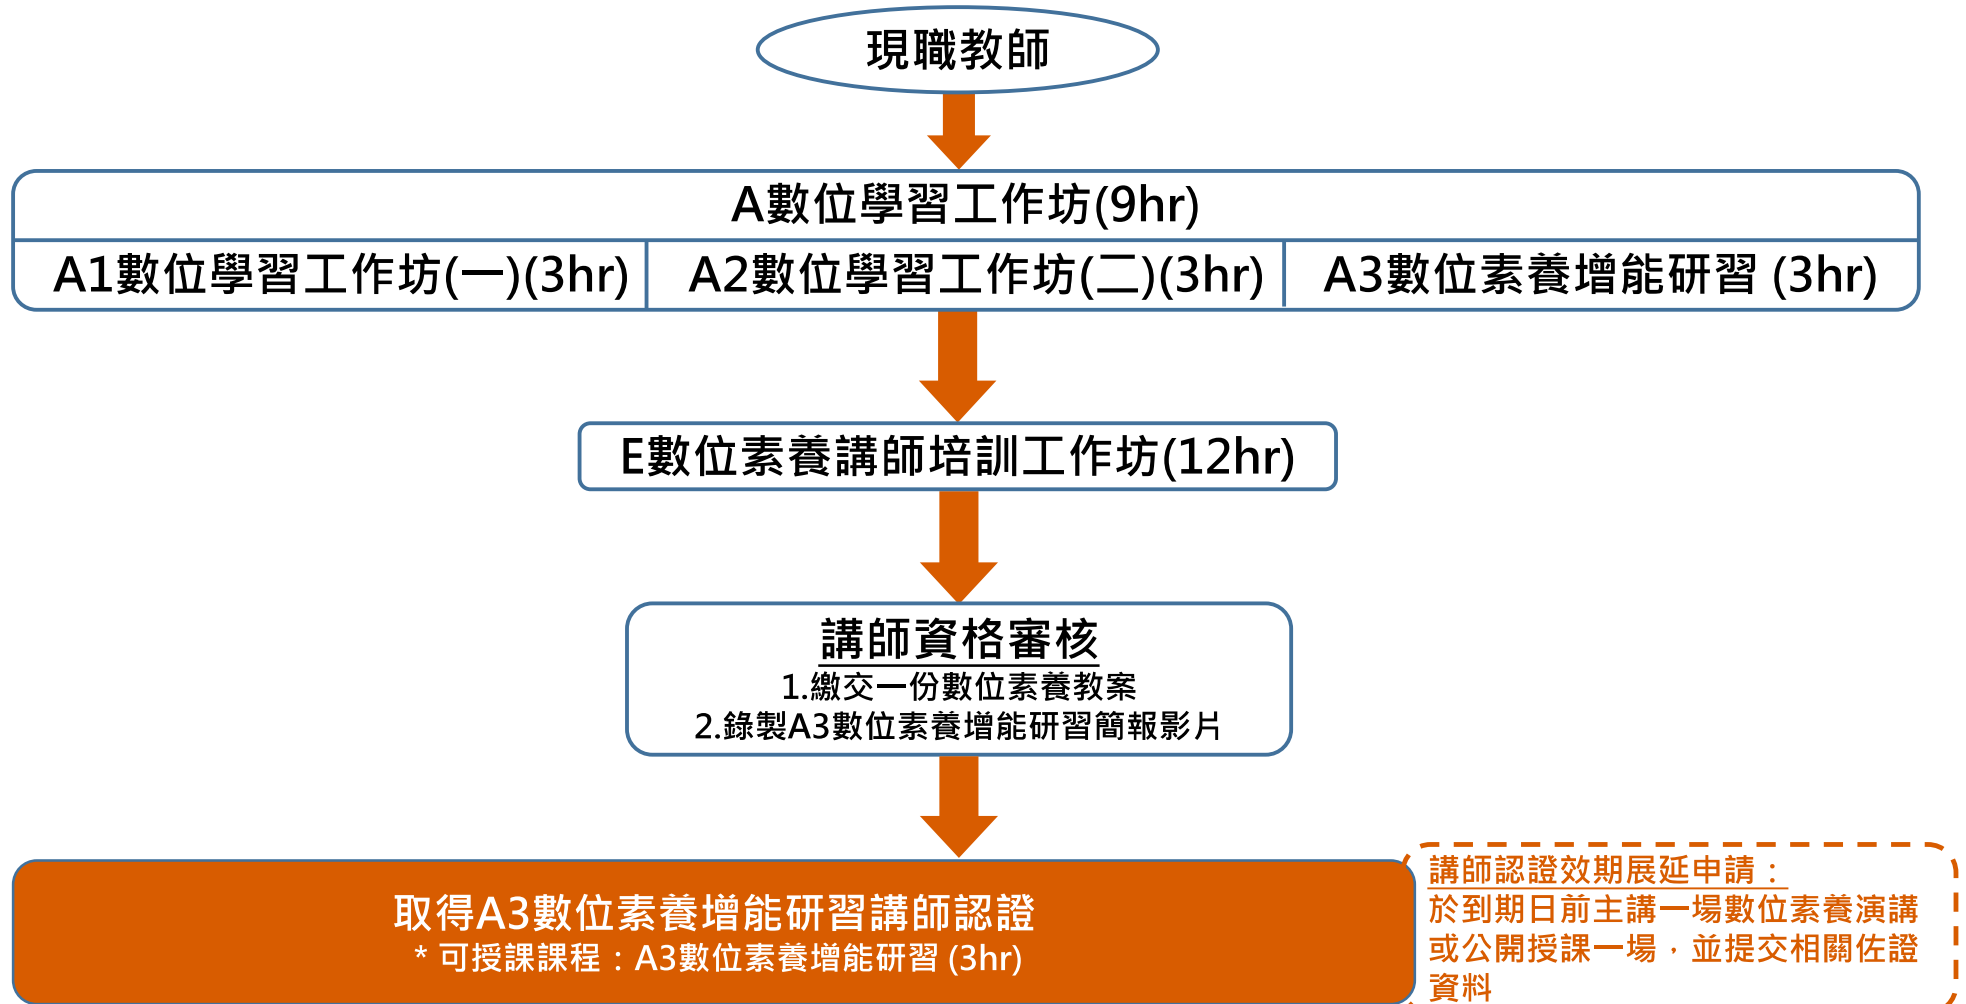 現職教師
A數位學習工作坊(9hr)
A1數位學習工作坊(一)(3hr)
A2數位學習工作坊(二)(3hr)
A3數位素養增能研習 (3hr)
E數位素養講師培訓工作坊(12hr)
講師資格審核
1.繳交一份數位素養教案
2.錄製A3數位素養增能研習簡報影片
取得A3數位素養增能研習講師認證
* 可授課課程：A3數位素養增能研習 (3hr)
講師認證效期展延申請：
於到期日前主講一場數位素養演講
或公開授課一場，並提交相關佐證
資料